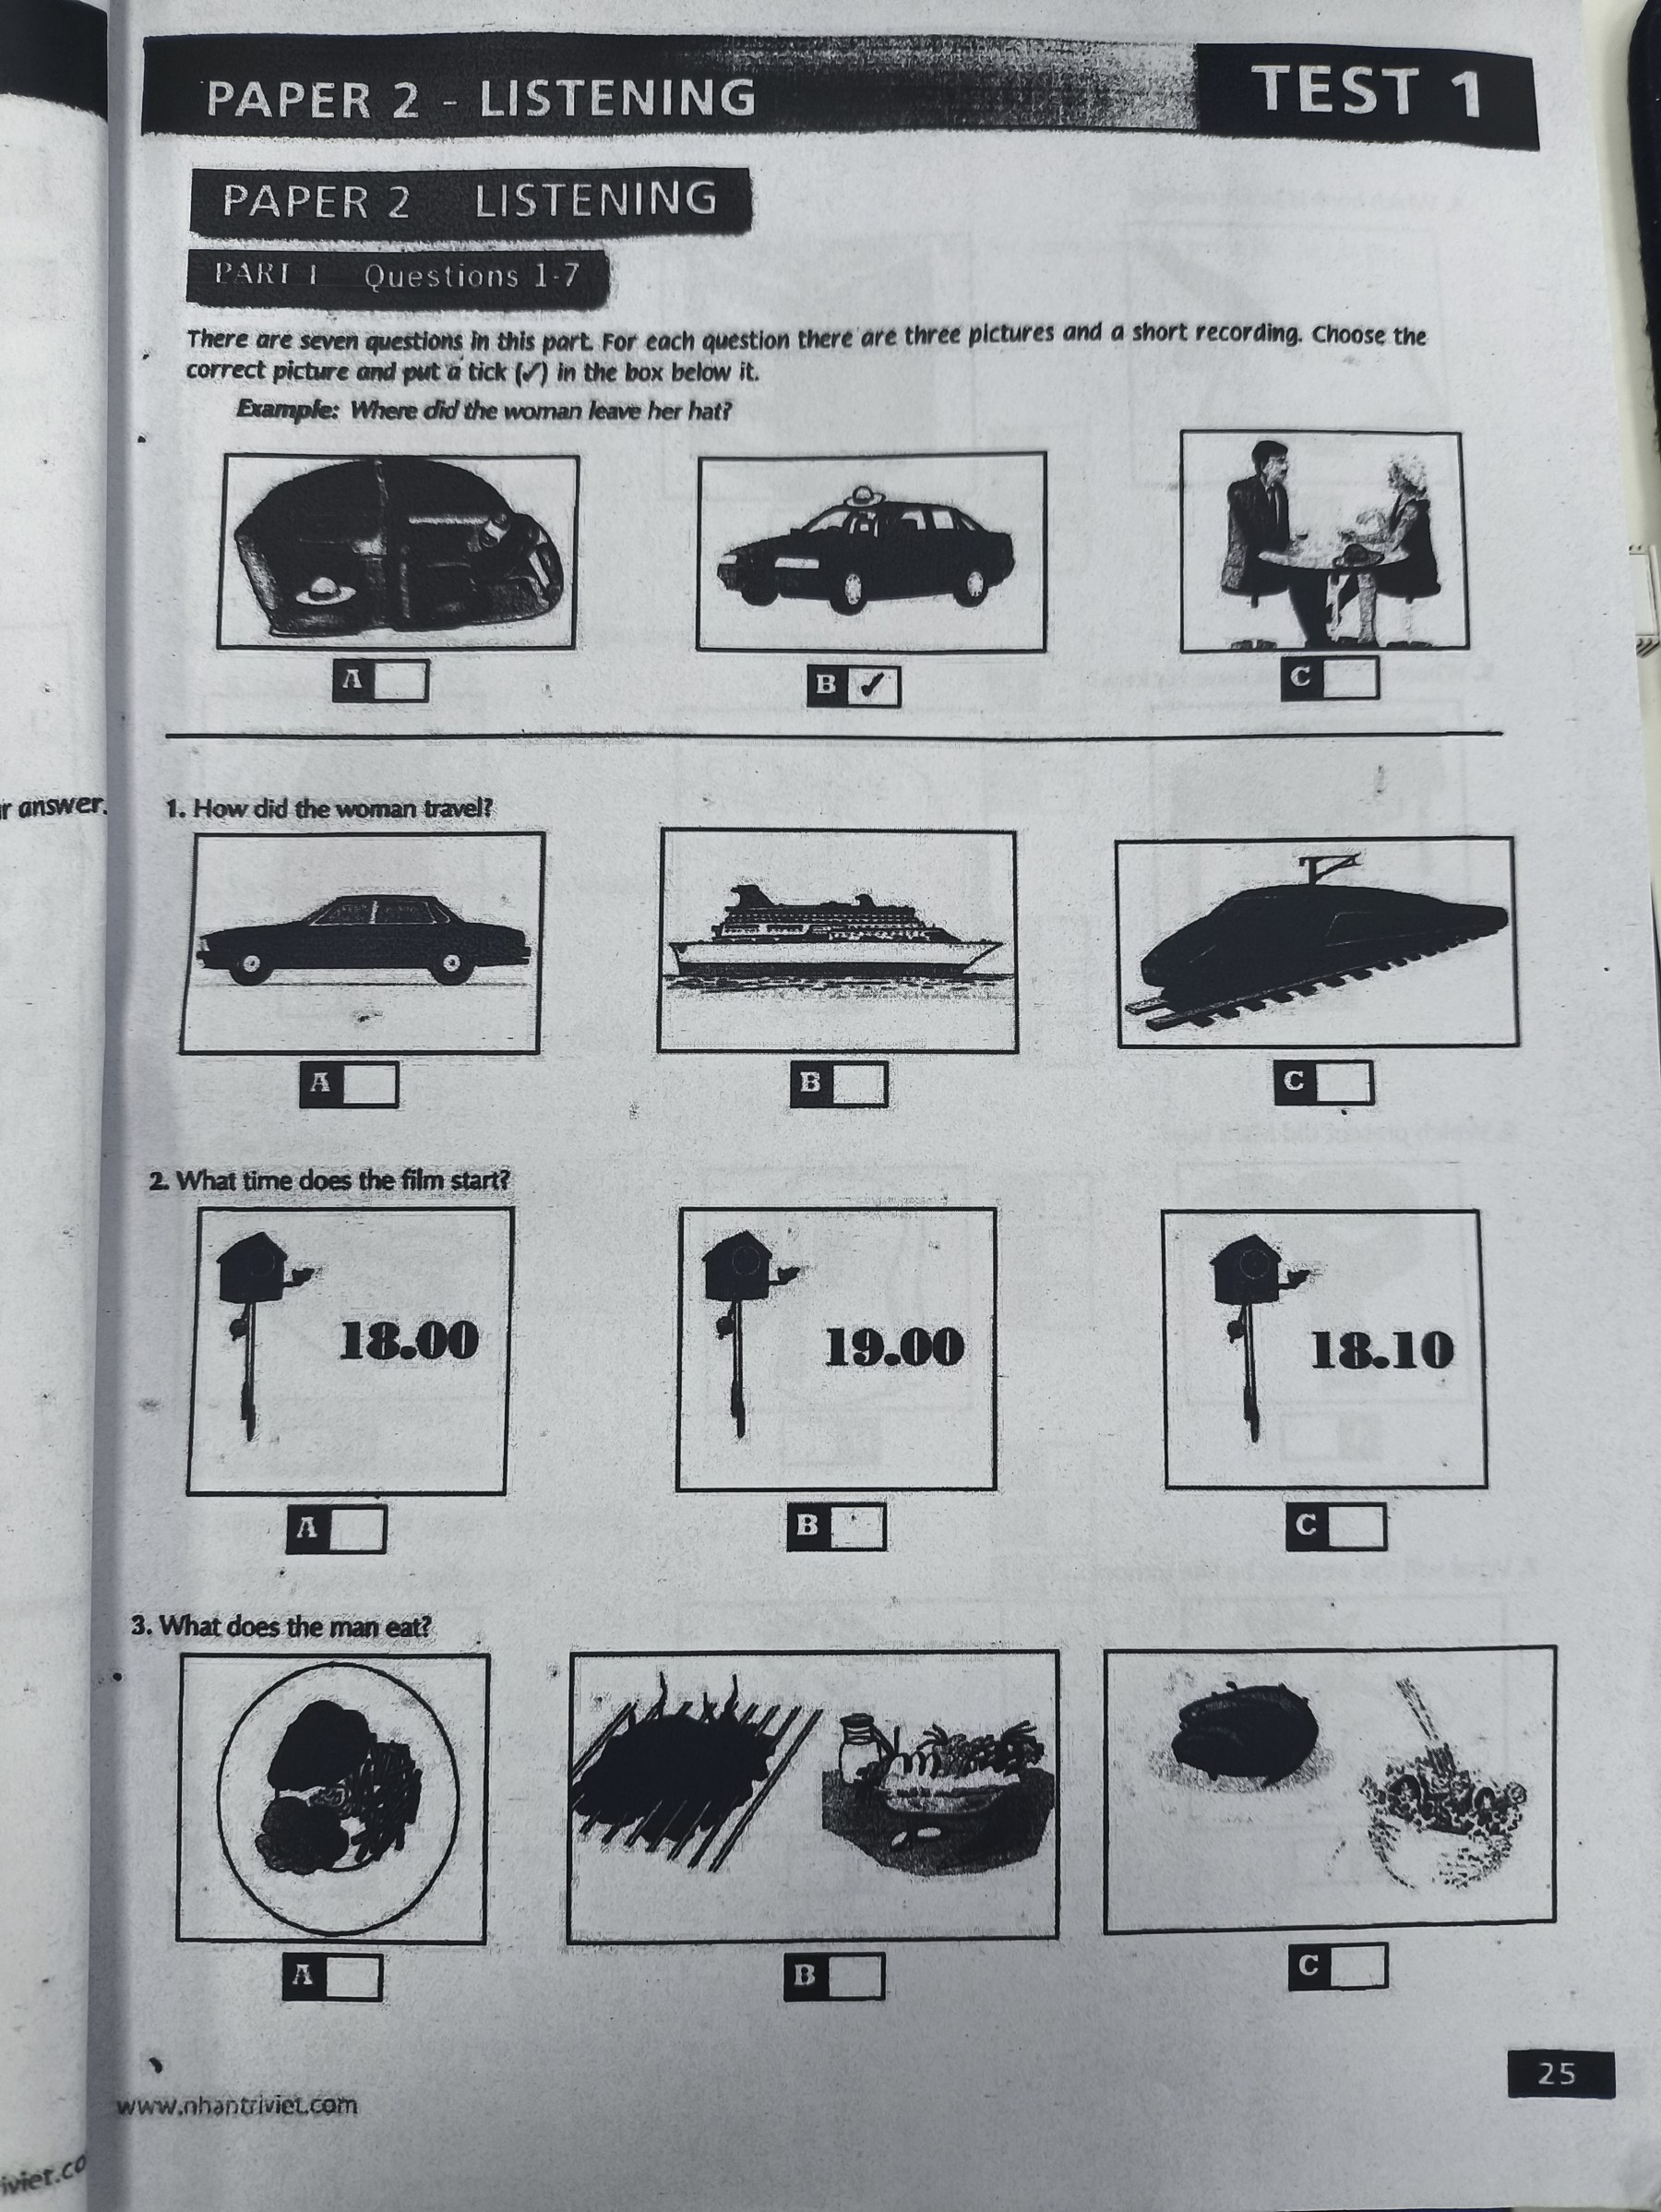 PAPER 2 - LISTENING
TEST 1
PAPER 2 LISTENING
PART 1 Questions 1-7
There are seven questions in this part. For each question there are three pictures and a short recording. Choose the
correct picture and put a tick (✓) in the box below it.
Example: Where did the woman leave her hat?
A
B ✓
C
r answer.
1. How did the woman travel?
A
B
C
2. What time does the film start?
18.00
19.00
18.10
A
B
C
3. What does the man eat?
A
B
C
25
www.nhantriviet.com
iviet.co